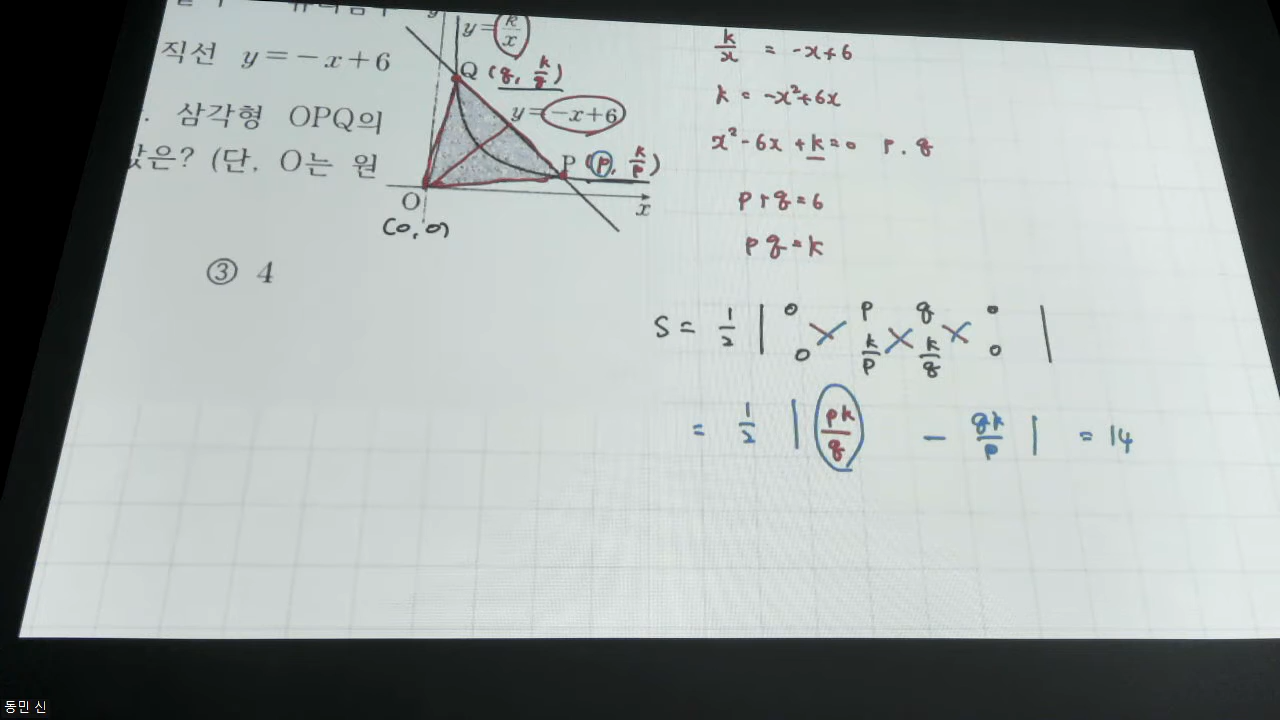 직선 y=-x+6
삼각형 OPQ의
은? (단, O는 원
③ 4
y
y=k/x
Q (q, k/q)
y=-x+6
P (p, k/p)
O
x
(0, 0)
k/x = -x+6
k = -x²+6x
x²-6x+k=0 p, q
p+q=6
pq=k
S= 1/2 | 0 p q 0 |
0 k/p k/q 0
= 1/2 | pk/q - qk/p | = 14
동민 신